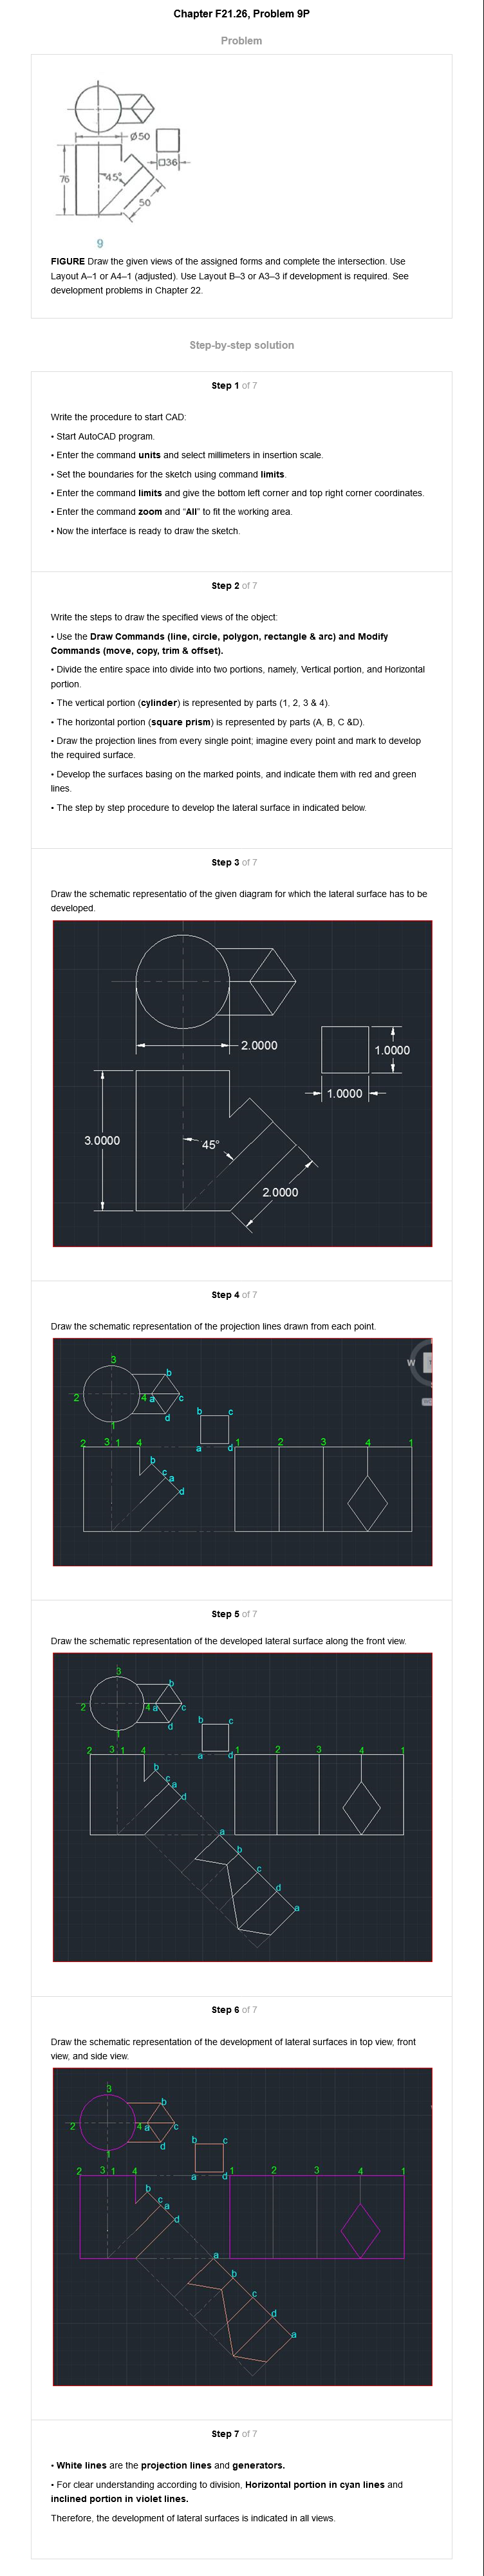 Chapter F21.26, Problem 9P
Problem
Ø50
□36
76
45°
50
9
FIGURE Draw the given views of the assigned forms and complete the intersection. Use
Layout A–1 or A4–1 (adjusted). Use Layout B–3 or A3–3 if development is required. See
development problems in Chapter 22.
Step-by-step solution
Step 1 of 7
Write the procedure to start CAD:
• Start AutoCAD program.
• Enter the command units and select millimeters in insertion scale.
• Set the boundaries for the sketch using command limits.
• Enter the command limits and give the bottom left corner and top right corner coordinates.
• Enter the command zoom and “All” to fit the working area.
• Now the interface is ready to draw the sketch.
Step 2 of 7
Write the steps to draw the specified views of the object:
• Use the Draw Commands (line, circle, polygon, rectangle & arc) and Modify
Commands (move, copy, trim & offset).
• Divide the entire space into divide into two portions, namely, Vertical portion, and Horizontal
portion.
• The vertical portion (cylinder) is represented by parts (1, 2, 3 & 4).
• The horizontal portion (square prism) is represented by parts (A, B, C &D).
• Draw the projection lines from every single point; imagine every point and mark to develop
the required surface.
• Develop the surfaces basing on the marked points, and indicate them with red and green
lines.
• The step by step procedure to develop the lateral surface in indicated below.
Step 3 of 7
Draw the schematic representatio of the given diagram for which the lateral surface has to be
developed.
2.0000
1.0000
1.0000
3.0000
45°
2.0000
Step 4 of 7
Draw the schematic representation of the projection lines drawn from each point.
W
3
b
2
4 a
c
d
1
b c
a d
2 3 1 4
1 2 3 4 1
b
c
a
d
Step 5 of 7
Draw the schematic representation of the developed lateral surface along the front view.
3
b
2
4 a
c
d
1
b c
a d
2 3 1 4
1 2 3 4 1
b
c
a
d
a
b
c
d
a
Step 6 of 7
Draw the schematic representation of the development of lateral surfaces in top view, front
view, and side view.
3
b
2
4 a
c
d
1
b c
a d
2 3 1 4
1 2 3 4 1
b
c
a
d
a
b
c
d
a
Step 7 of 7
• White lines are the projection lines and generators.
• For clear understanding according to division, Horizontal portion in cyan lines and
inclined portion in violet lines.
Therefore, the development of lateral surfaces is indicated in all views.